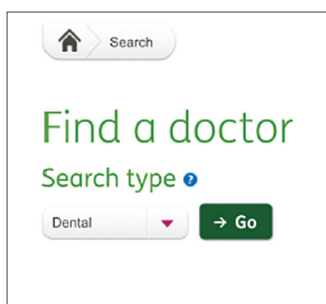 Search
Find a doctor
Search type ?
Dental
→ Go